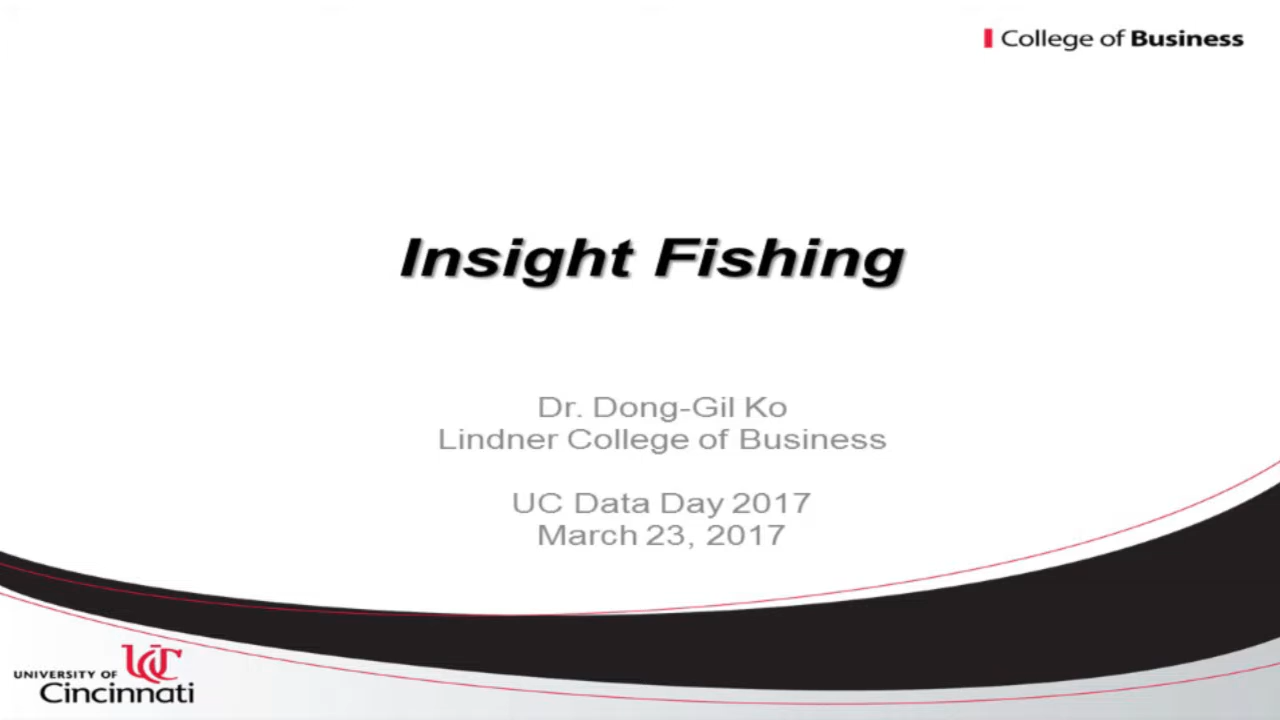 College of Business
Insight Fishing
Dr. Dong-Gil Ko
Lindner College of Business
UC Data Day 2017
March 23, 2017
UC
UNIVERSITY OF
Cincinnati